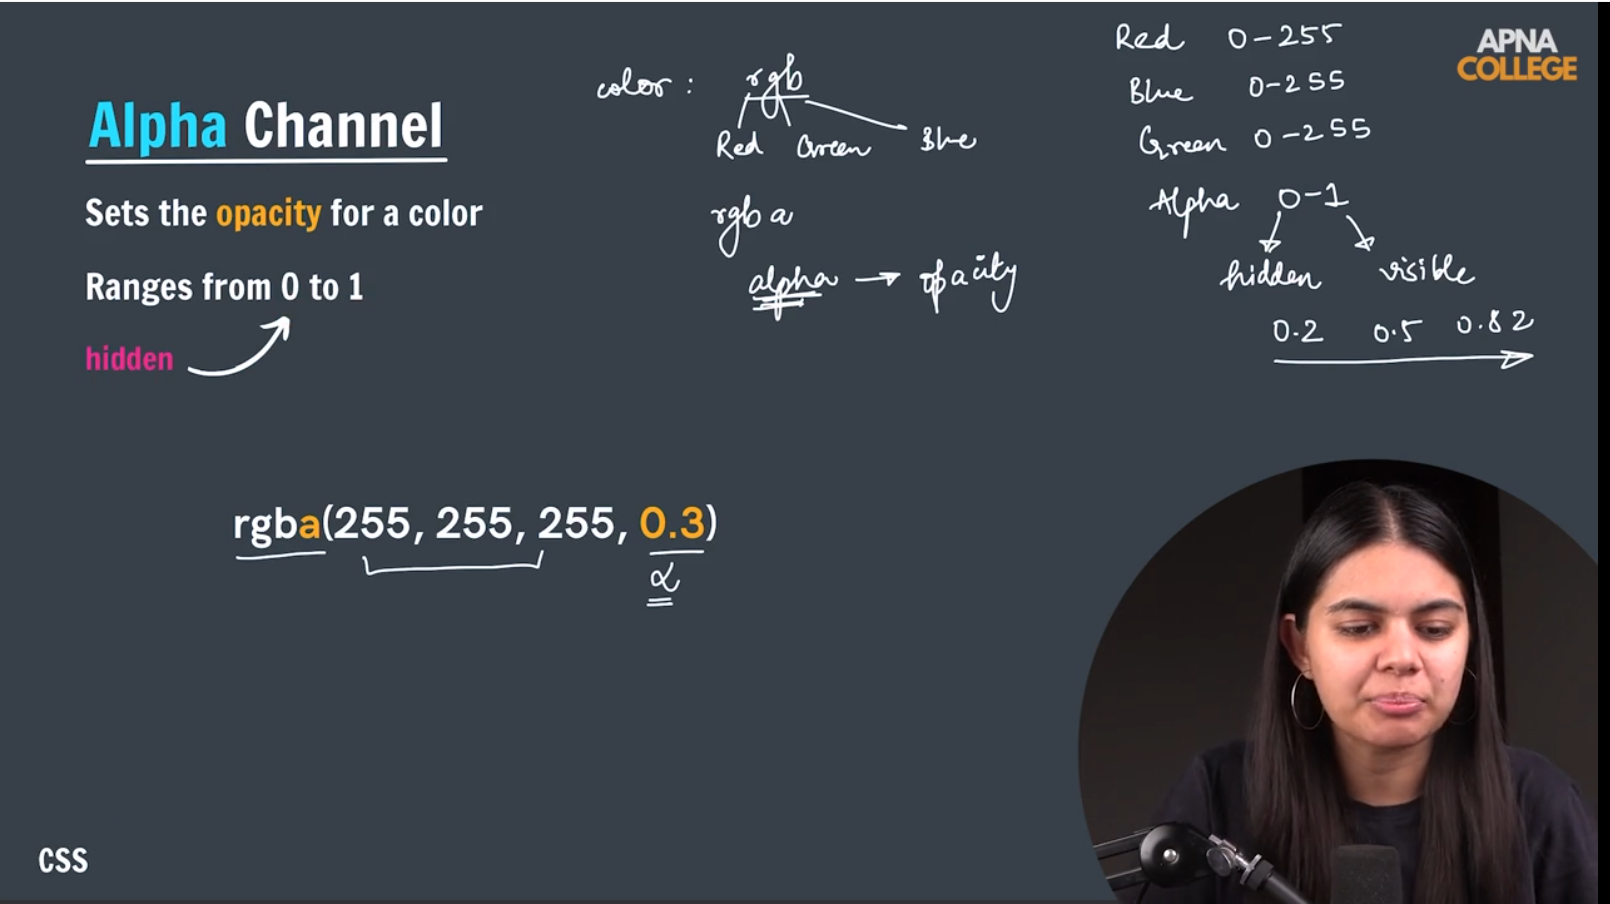 Alpha Channel
Sets the opacity for a color
Ranges from 0 to 1
hidden
color : rgb
Red Green Blue
rgb a
alpha → opacity
Red 0-255
Blue 0-255
Green 0-255
Alpha 0-1
hidden visible
0.2 0.5 0.82
APNA
COLLEGE
rgba(255, 255, 255, 0.3)
α
CSS